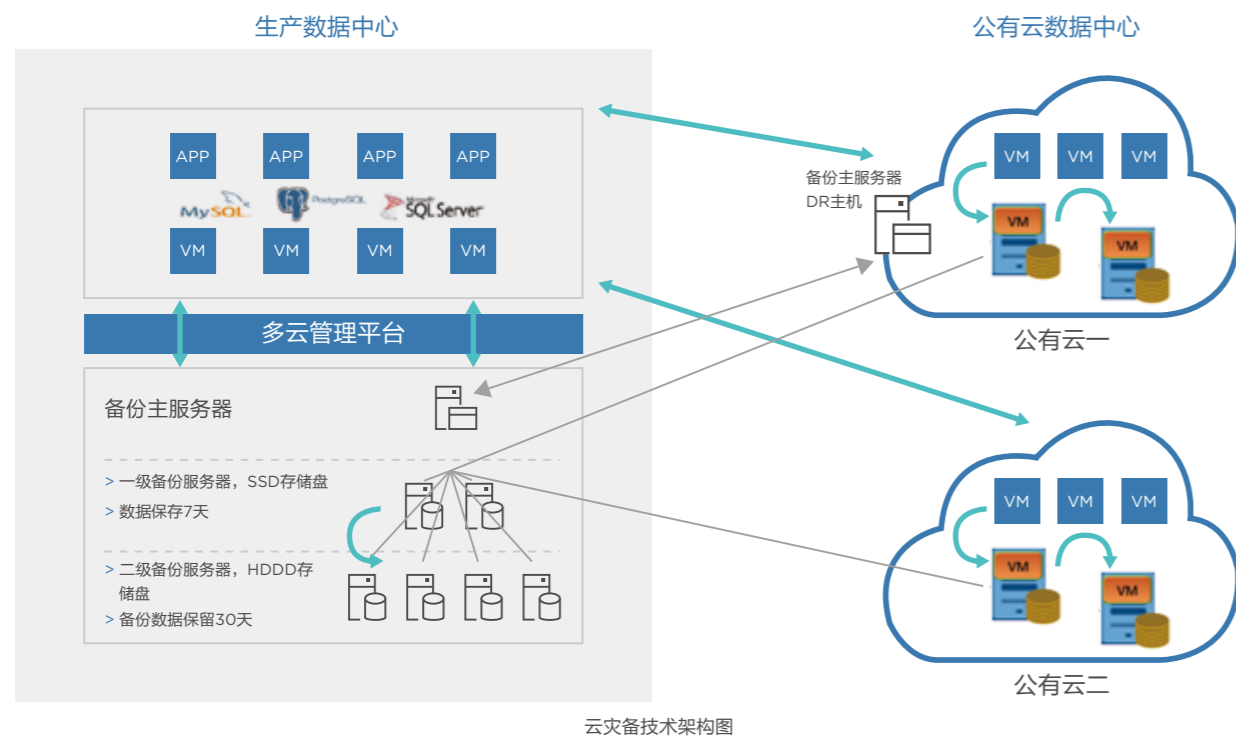 生产数据中心
公有云数据中心
APP APP APP APP
MySQL PostgreSQL Microsoft SQL Server
VM VM VM VM
多云管理平台
备份主服务器
> 一级备份服务器，SSD存储盘
> 数据保存7天
> 二级备份服务器，HDDD存
储盘
> 备份数据保留30天
备份主服务器
DR主机
VM VM VM
VM
VM
公有云一
VM VM VM
VM
VM
公有云二
云灾备技术架构图